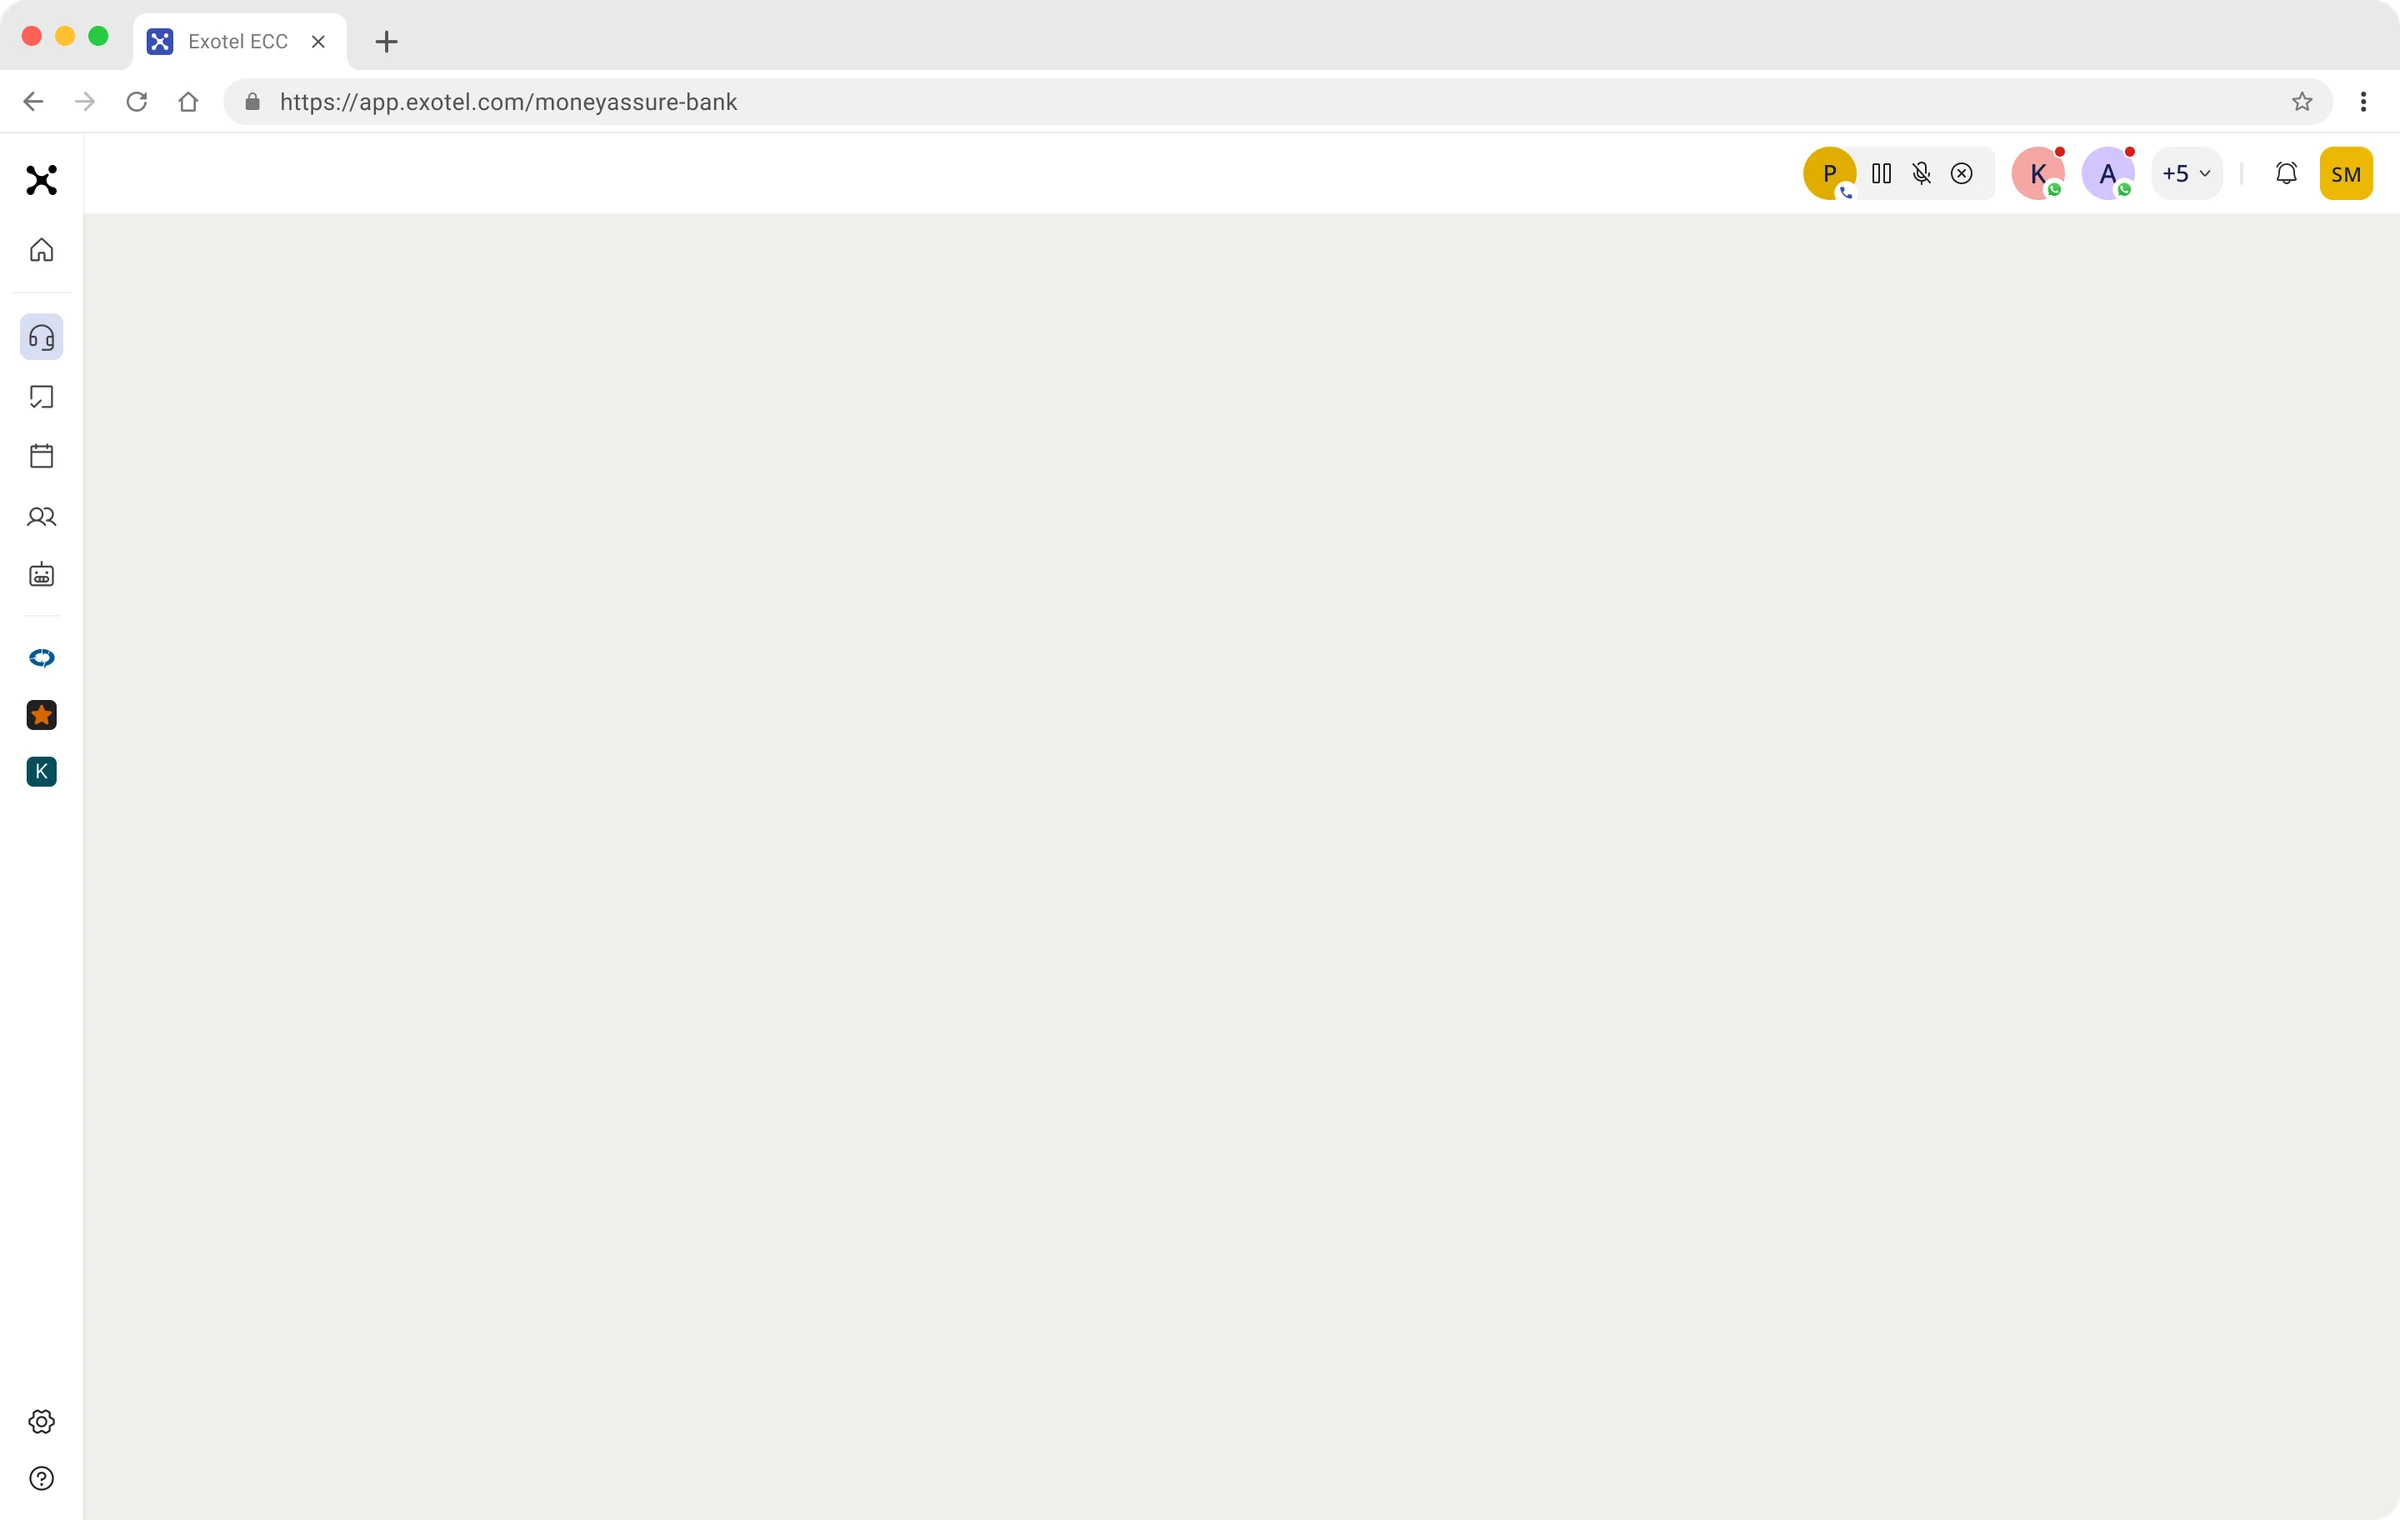 Exotel ECC
https://app.exotel.com/moneyassure-bank
P
K
A
+5
SM
K